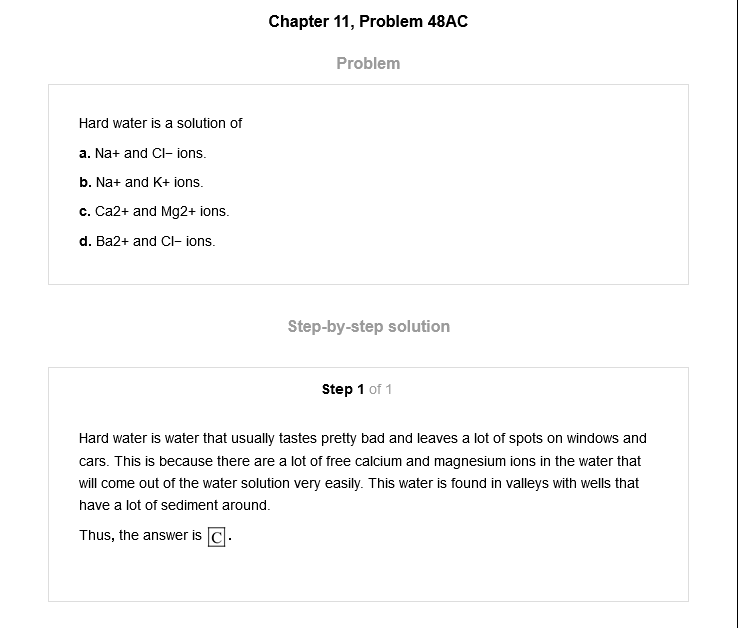 Chapter 11, Problem 48AC
Problem
Hard water is a solution of
a. Na+ and Cl− ions.
b. Na+ and K+ ions.
c. Ca2+ and Mg2+ ions.
d. Ba2+ and Cl− ions.
Step-by-step solution
Step 1 of 1
Hard water is water that usually tastes pretty bad and leaves a lot of spots on windows and
cars. This is because there are a lot of free calcium and magnesium ions in the water that
will come out of the water solution very easily. This water is found in valleys with wells that
have a lot of sediment around.
Thus, the answer is C.